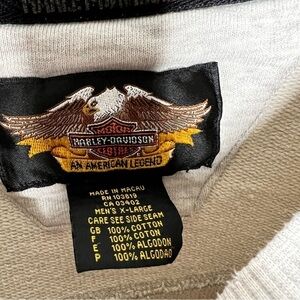 MOTOR
HARLEY-DAVIDSON
CLOTHES
AN AMERICAN LEGEND
MADE IN MACAU
RN 103819
CA 03402
MEN'S X-LARGE
CARE SEE SIDE SEAM
GB 100% COTTON
F 100% COTON
E 100% ALGODON
P 100% ALGODAO